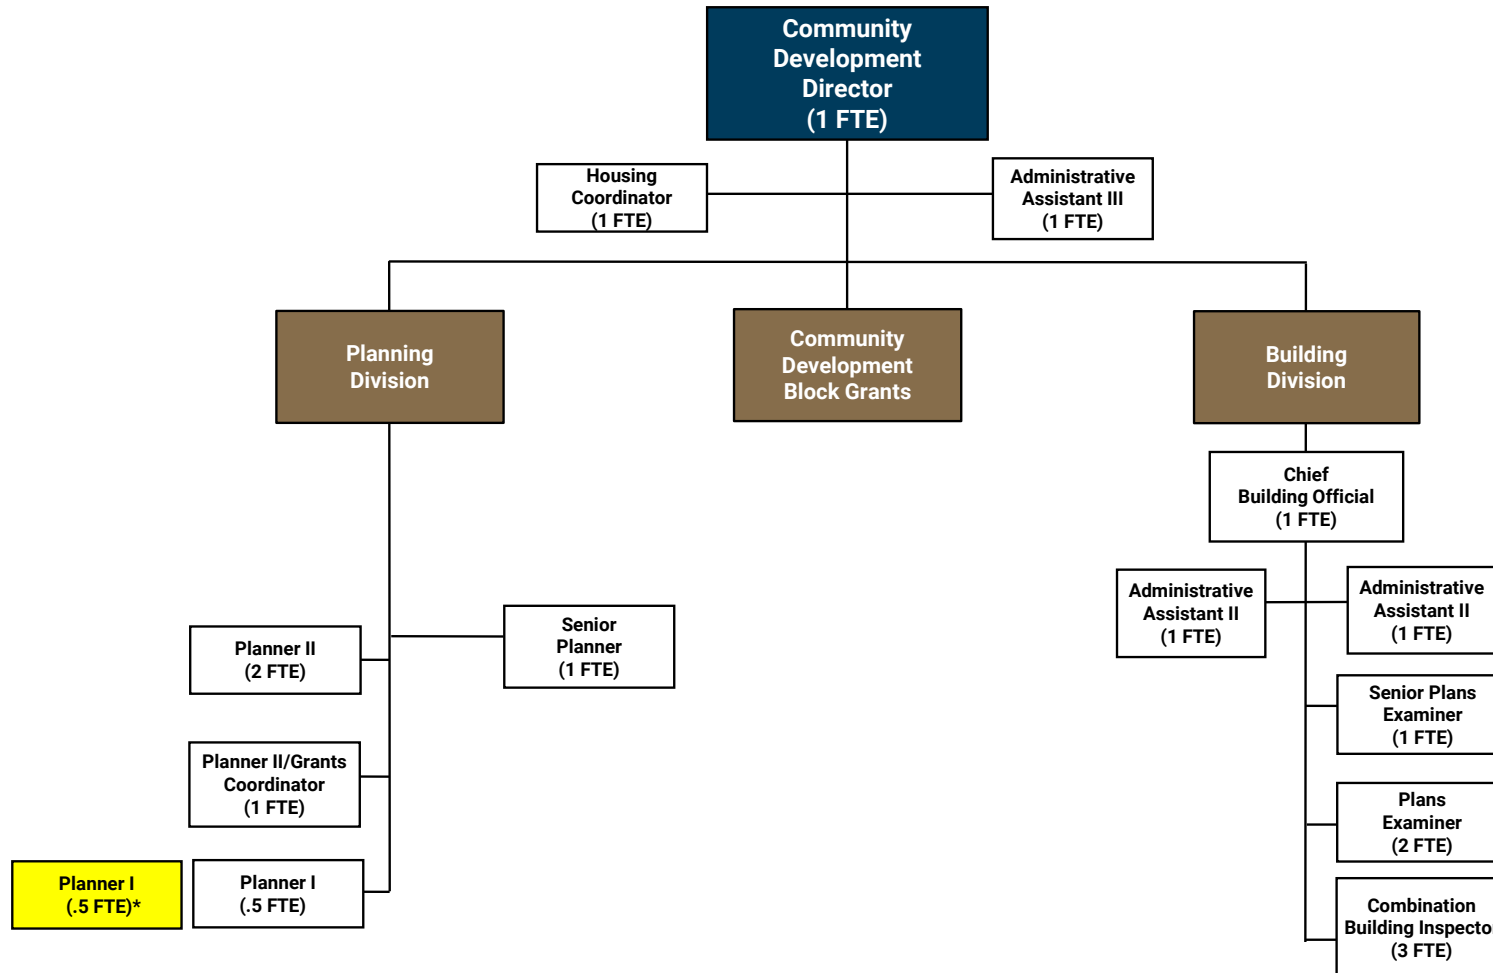 Community
Development
Director
(1 FTE)
Housing
Coordinator
(1 FTE)
Administrative
Assistant III
(1 FTE)
Planning
Division
Community
Development
Block Grants
Building
Division
Chief
Building Official
(1 FTE)
Administrative
Assistant II
(1 FTE)
Administrative
Assistant II
(1 FTE)
Senior
Planner
(1 FTE)
Planner II
(2 FTE)
Senior Plans
Examiner
(1 FTE)
Planner II/Grants
Coordinator
(1 FTE)
Plans
Examiner
(2 FTE)
Planner I
(.5 FTE)*
Planner I
(.5 FTE)
Combination
Building Inspector
(3 FTE)